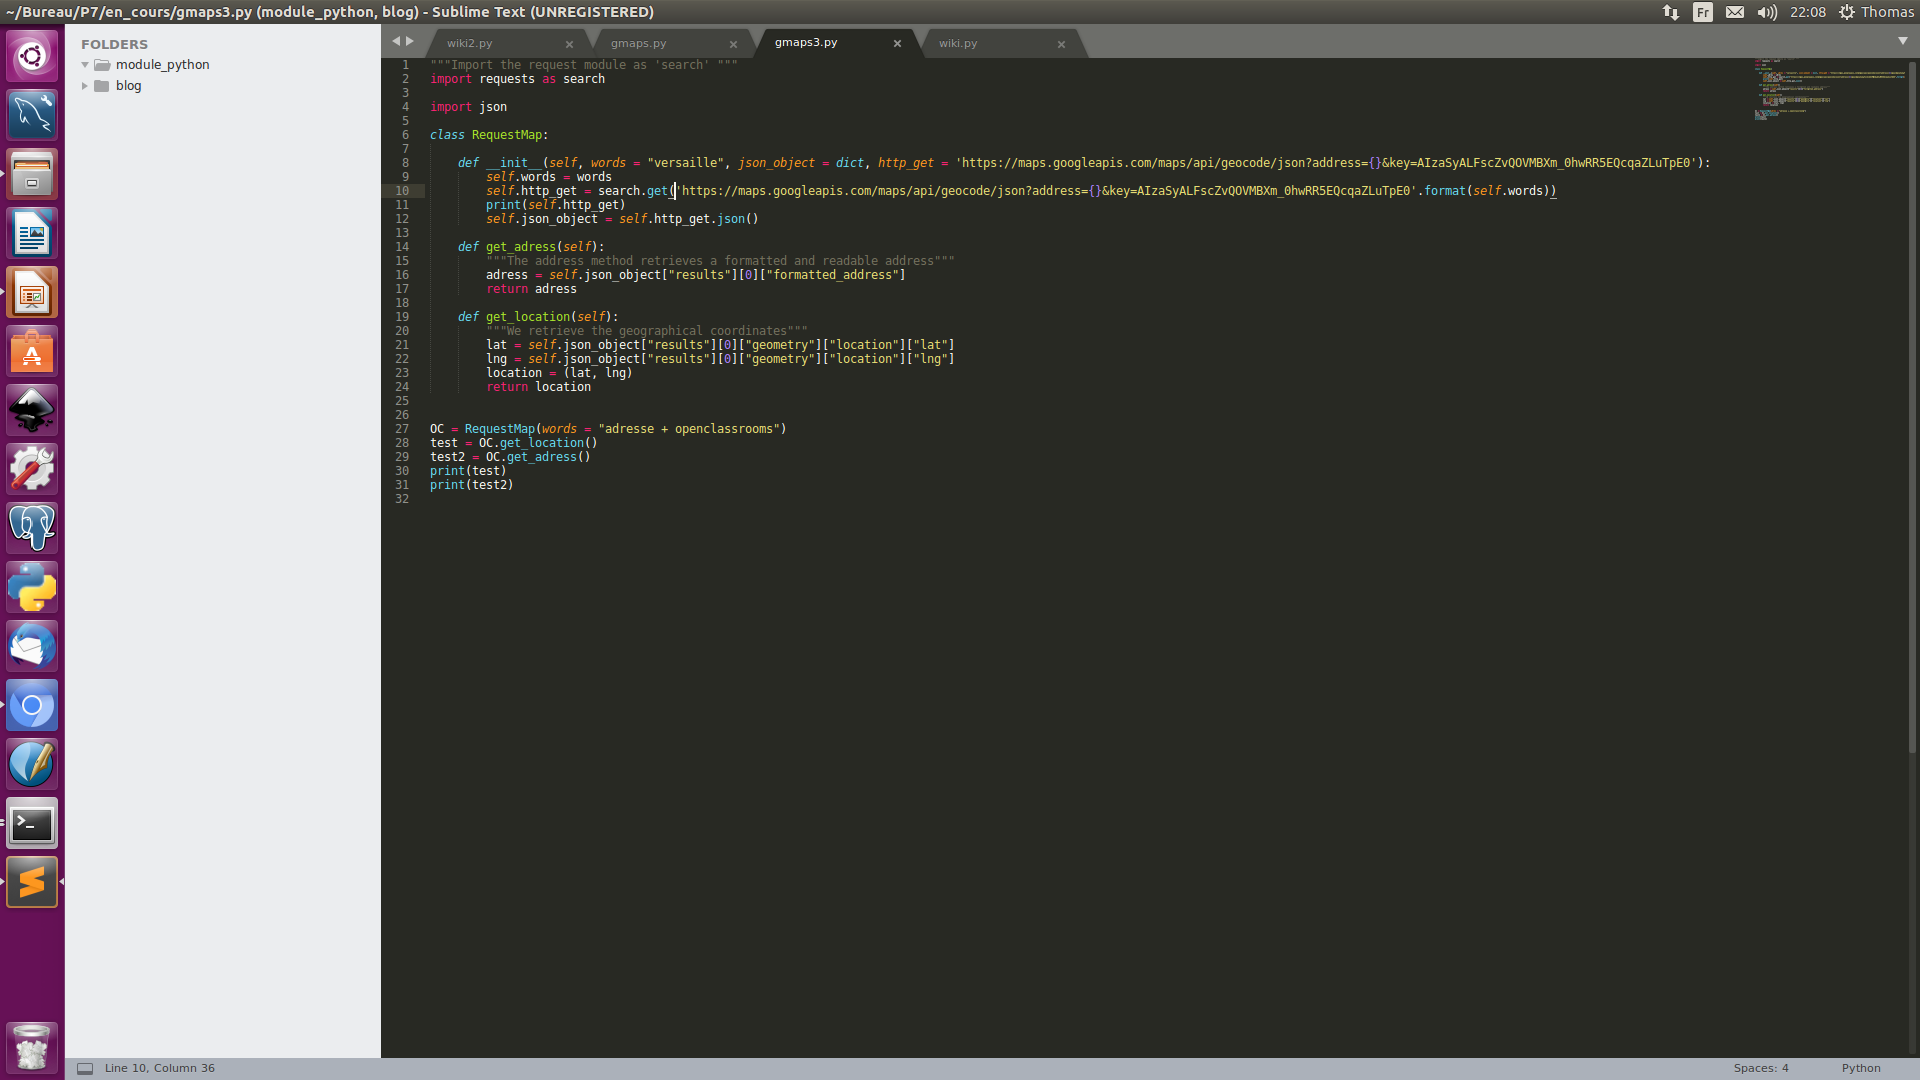 ~/Bureau/P7/en_cours/gmaps3.py (module_python, blog) - Sublime Text (UNREGISTERED)
Fr 22:08 Thomas
FOLDERS
module_python
blog
wiki2.py × gmaps.py × gmaps3.py × wiki.py ×
1 """Import the request module as 'search' """
2 import requests as search
3
4 import json
5
6 class RequestMap:
7
8 def __init__(self, words = "versaille", json_object = dict, http_get = 'https://maps.googleapis.com/maps/api/geocode/json?address={}&key=AIzaSyALFscZvQOVMBXm_0hwRR5EQcqaZLuTpE0'):
9 self.words = words
10 self.http_get = search.get('https://maps.googleapis.com/maps/api/geocode/json?address={}&key=AIzaSyALFscZvQOVMBXm_0hwRR5EQcqaZLuTpE0'.format(self.words))
11 print(self.http_get)
12 self.json_object = self.http_get.json()
13
14 def get_adress(self):
15 """The address method retrieves a formatted and readable address"""
16 adress = self.json_object["results"][0]["formatted_address"]
17 return adress
18
19 def get_location(self):
20 """We retrieve the geographical coordinates"""
21 lat = self.json_object["results"][0]["geometry"]["location"]["lat"]
22 lng = self.json_object["results"][0]["geometry"]["location"]["lng"]
23 location = (lat, lng)
24 return location
25
26
27 OC = RequestMap(words = "adresse + openclassrooms")
28 test = OC.get_location()
29 test2 = OC.get_adress()
30 print(test)
31 print(test2)
32
Line 10, Column 36
Spaces: 4 Python